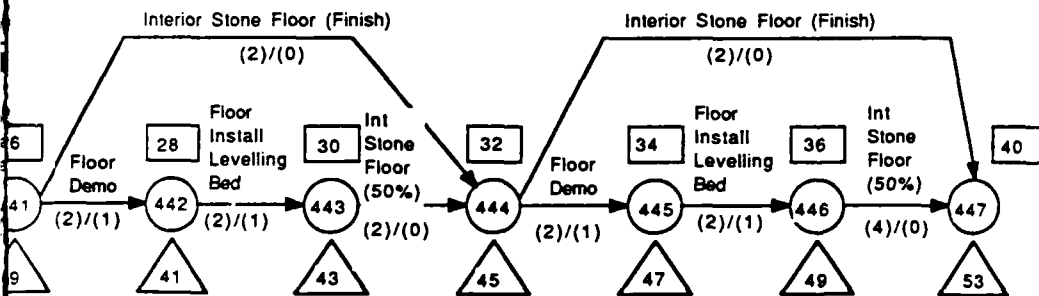 Interior Stone Floor (Finish)
(2)/(0)
Interior Stone Floor (Finish)
(2)/(0)
26
Floor
Demo
28
Floor
Install
Levelling
Bed
30
Int
Stone
Floor
(50%)
32
Floor
Demo
34
Floor
Install
Levelling
Bed
36
Int
Stone
Floor
(50%)
40
41
(2)/(1)
442
(2)/(1)
443
(2)/(0)
444
(2)/(1)
445
(2)/(1)
446
(4)/(0)
447
9
41
43
45
47
49
53